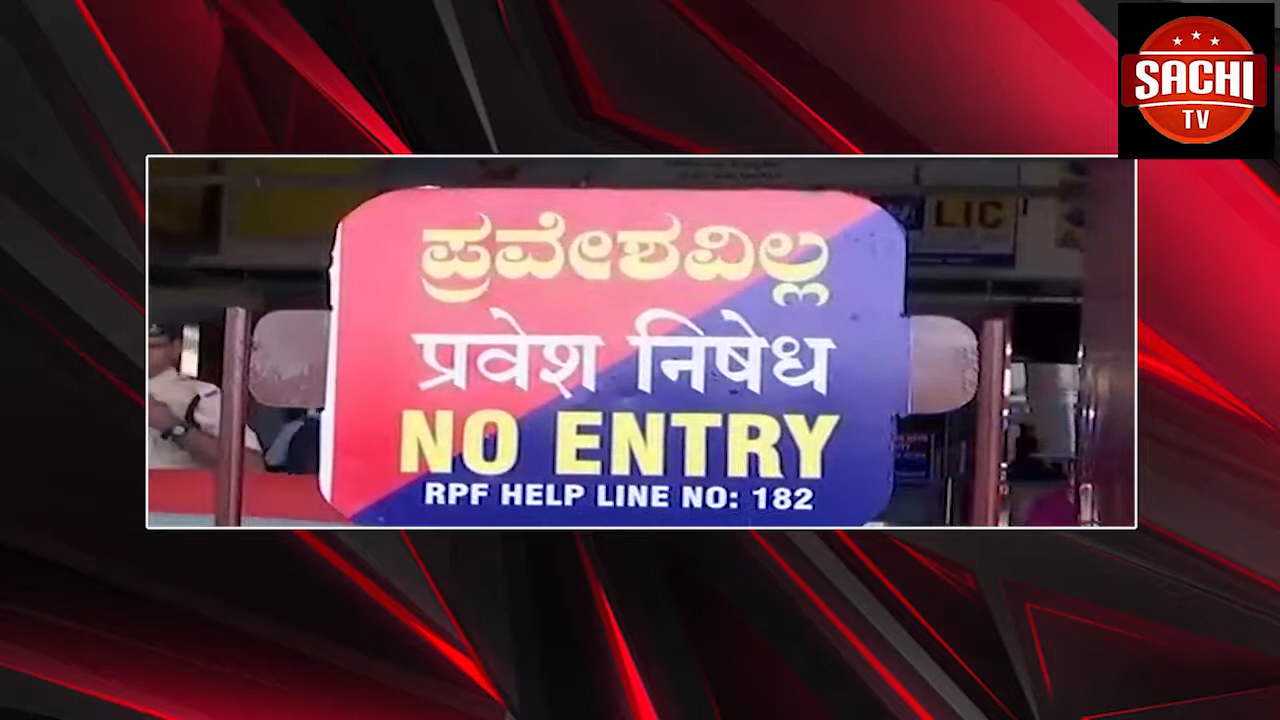 SACHI
TV
LIC
ಪ್ರವೇಶವಿಲ್ಲ
प्रवेश निषेध
NO ENTRY
RPF HELP LINE NO: 182